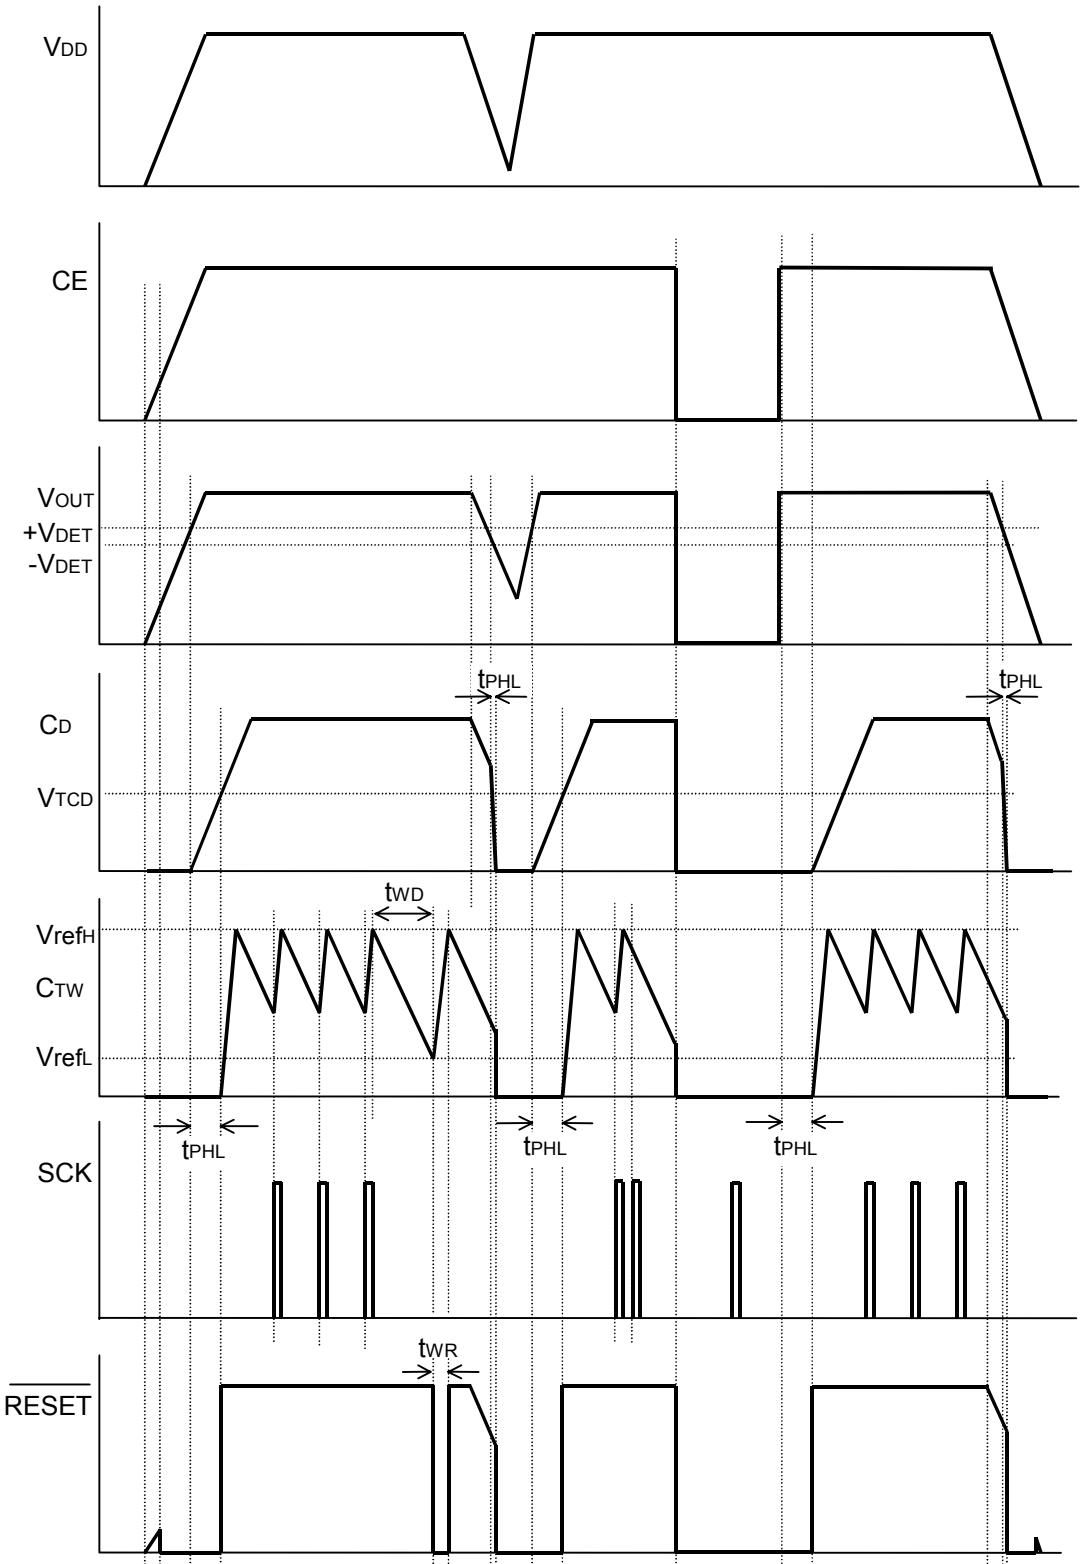 VDD
CE
VOUT
+VDET
-VDET
tPHL
tPHL
CD
VTCD
tWD
VrefH
CTW
VrefL
tPHL
tPHL
tPHL
SCK
tWR
RESET